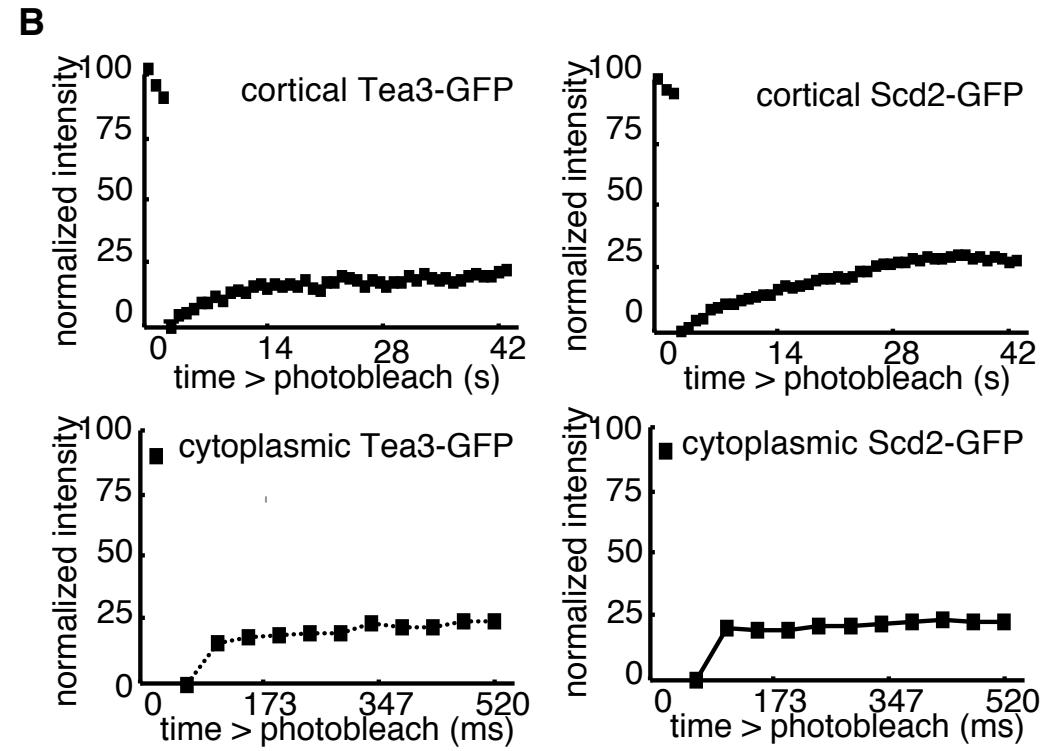 B
normalized intensity
100
75
50
25
0
cortical Tea3-GFP
0 14 28 42
time > photobleach (s)
normalized intensity
100
75
50
25
0
cortical Scd2-GFP
0 14 28 42
time > photobleach (s)
normalized intensity
100
75
50
25
0
cytoplasmic Tea3-GFP
0 173 347 520
time > photobleach (ms)
normalized intensity
100
75
50
25
0
cytoplasmic Scd2-GFP
0 173 347 520
time > photobleach (ms)